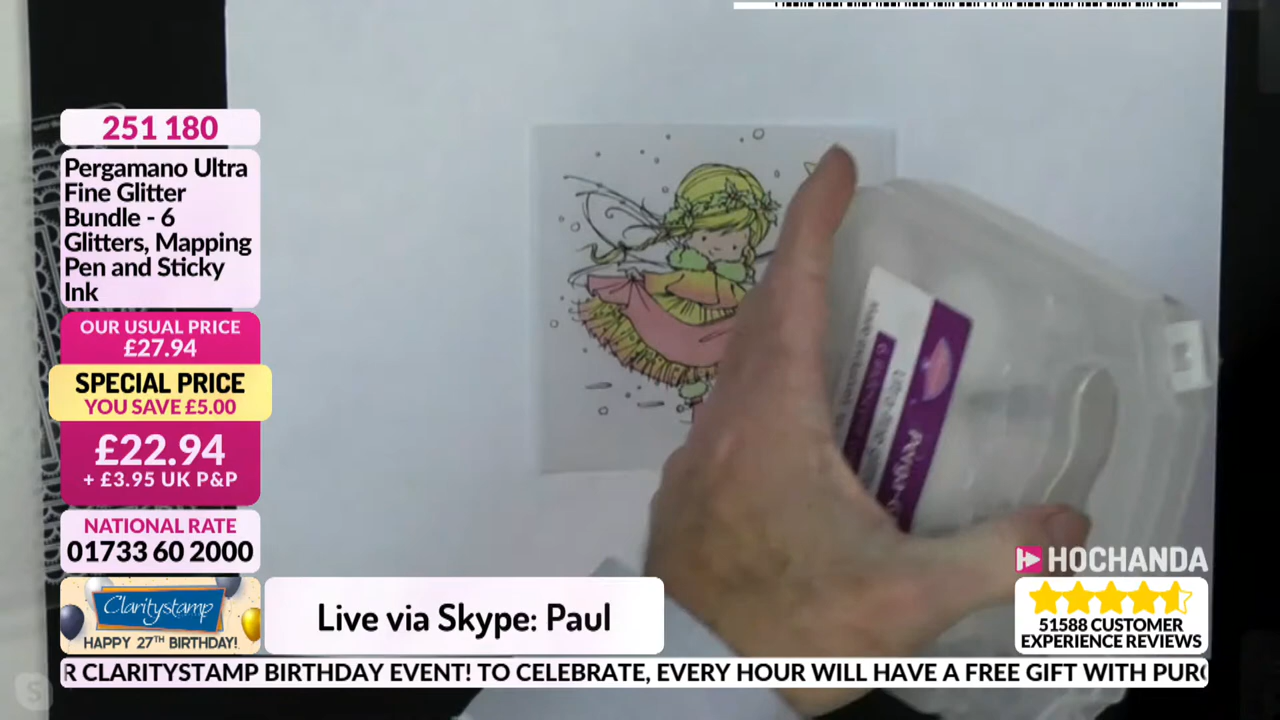 251 180
Pergamano Ultra
Fine Glitter
Bundle - 6
Glitters, Mapping
Pen and Sticky
Ink
OUR USUAL PRICE
£27.94
SPECIAL PRICE
YOU SAVE £5.00
£22.94
+ £3.95 UK P&P
NATIONAL RATE
01733 60 2000
Claritystamp
HAPPY 27TH BIRTHDAY!
Live via Skype: Paul
HOCHANDA
51588 CUSTOMER
EXPERIENCE REVIEWS
R CLARITYSTAMP BIRTHDAY EVENT! TO CELEBRATE, EVERY HOUR WILL HAVE A FREE GIFT WITH PUR